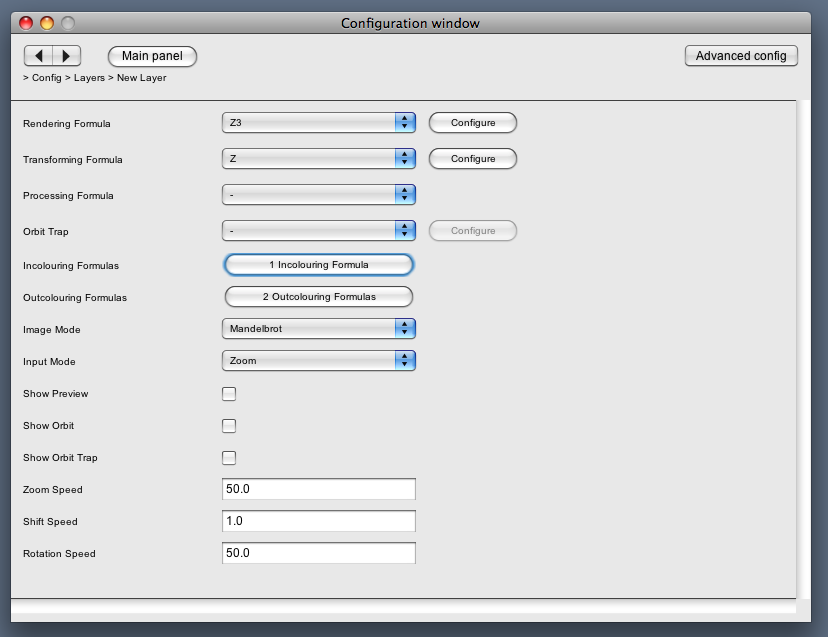 Configuration window
Main panel
Advanced config
> Config > Layers > New Layer
Rendering Formula Z3 Configure
Transforming Formula Z Configure
Processing Formula -
Orbit Trap - Configure
Incolouring Formulas 1 Incolouring Formula
Outcolouring Formulas 2 Outcolouring Formulas
Image Mode Mandelbrot
Input Mode Zoom
Show Preview
Show Orbit
Show Orbit Trap
Zoom Speed 50.0
Shift Speed 1.0
Rotation Speed 50.0